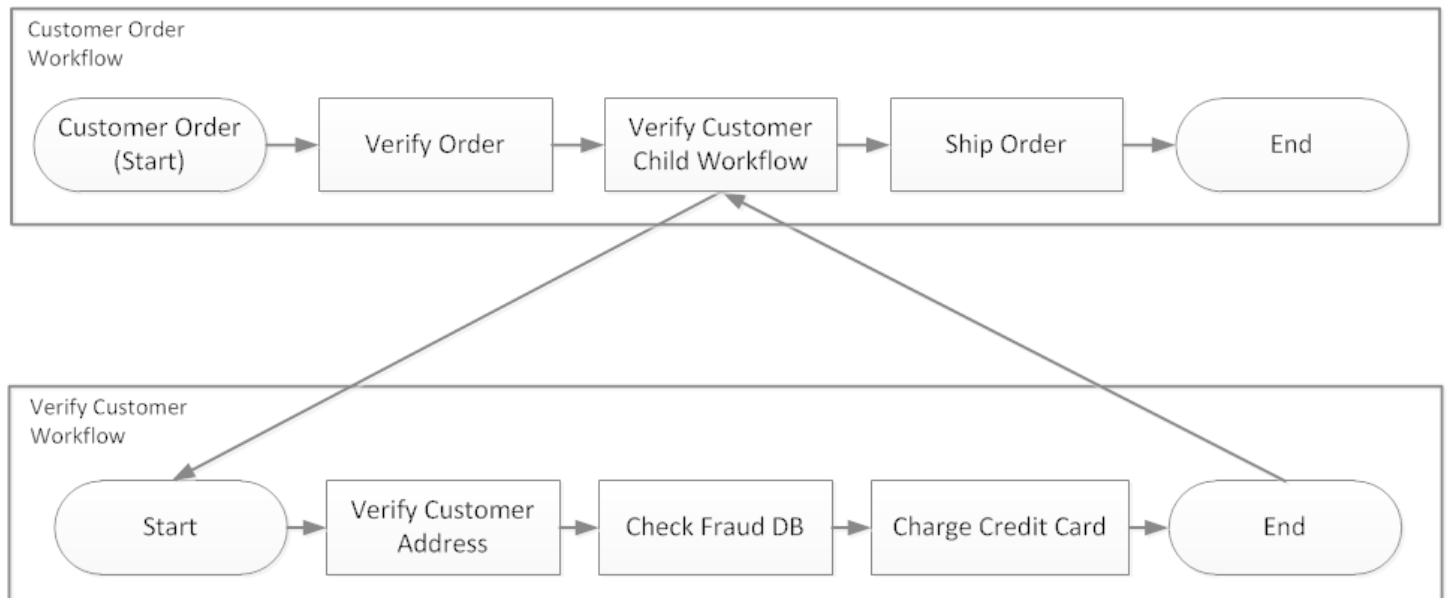 Customer Order
Workflow
Customer Order
(Start)
Verify Order
Verify Customer
Child Workflow
Ship Order
End
Verify Customer
Workflow
Start
Verify Customer
Address
Check Fraud DB
Charge Credit Card
End